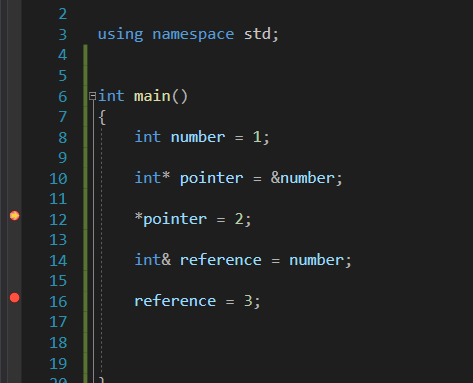 2
3 using namespace std;
4
5
6 int main()
7 {
8 int number = 1;
9
10 int* pointer = &number;
11
12 *pointer = 2;
13
14 int& reference = number;
15
16 reference = 3;
17
18
19
20 }